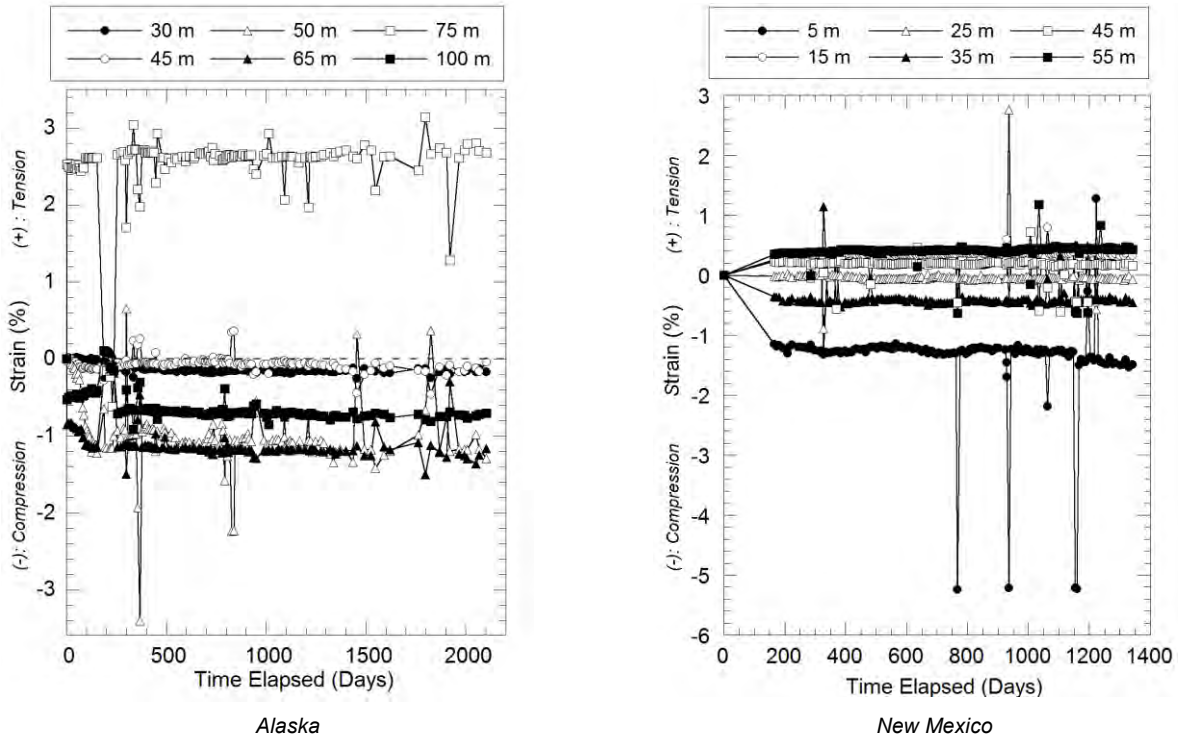 30 m 50 m 75 m
45 m 65 m 100 m
(+) : Tension
Strain (%)
(-): Compression
3
2
1
0
-1
-2
-3
0 500 1000 1500 2000
Time Elapsed (Days)
Alaska
5 m 25 m 45 m
15 m 35 m 55 m
(+) : Tension
Strain (%)
(-): Compression
3
2
1
0
-1
-2
-3
-4
-5
-6
0 200 400 600 800 1000 1200 1400
Time Elapsed (Days)
New Mexico